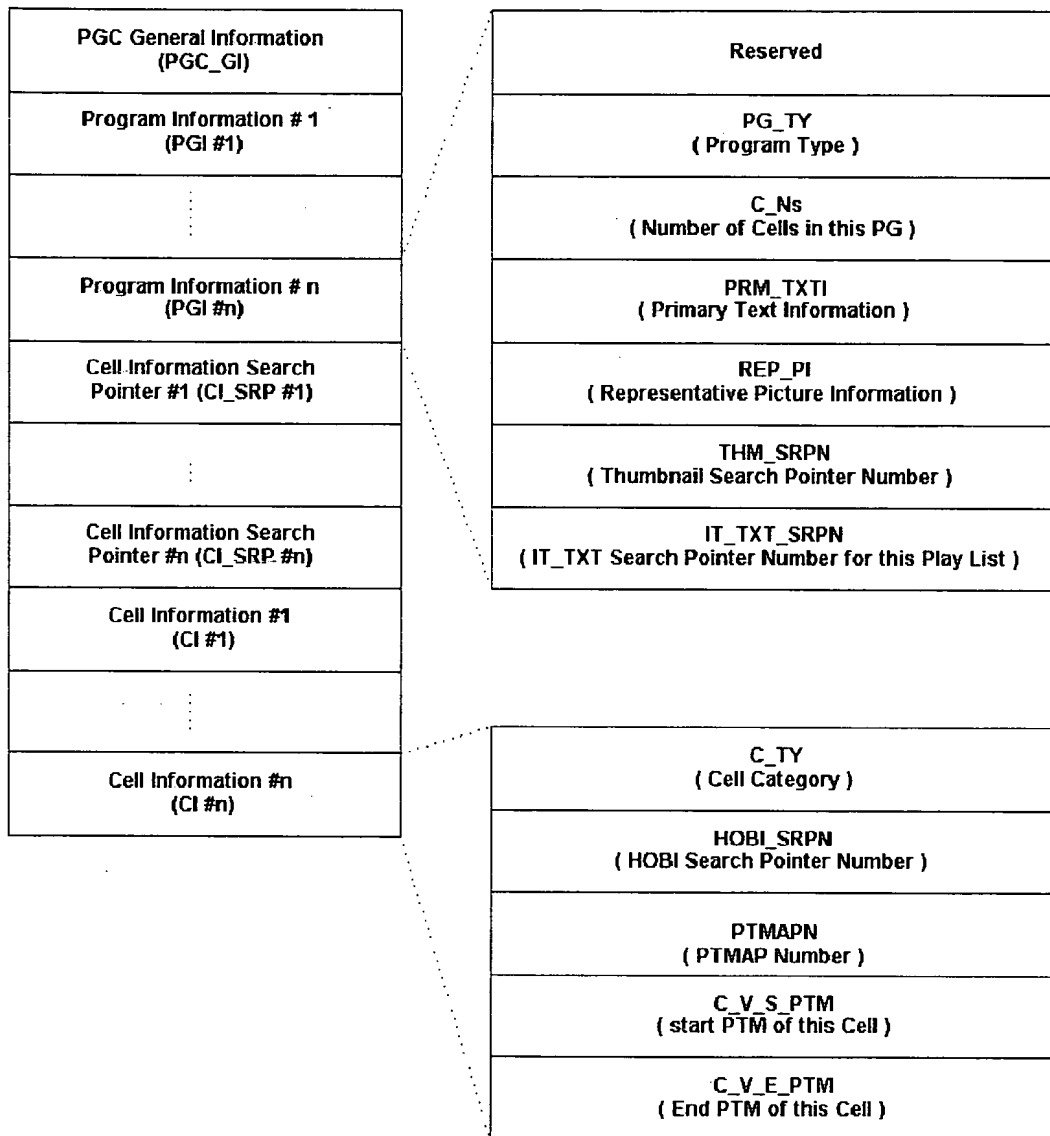 PGC General Information
(PGC_GI)
Program Information # 1
(PGI #1)
Program Information # n
(PGI #n)
Cell Information Search
Pointer #1 (CI_SRP #1)
Cell Information Search
Pointer #n (CI_SRP #n)
Cell Information #1
(CI #1)
Cell Information #n
(CI #n)
Reserved
PG_TY
( Program Type )
C_Ns
( Number of Cells in this PG )
PRM_TXTI
( Primary Text Information )
REP_PI
( Representative Picture Information )
THM_SRPN
( Thumbnail Search Pointer Number )
IT_TXT_SRPN
( IT_TXT Search Pointer Number for this Play List )
C_TY
( Cell Category )
HOBI_SRPN
( HOBI Search Pointer Number )
PTMAPN
( PTMAP Number )
C_V_S_PTM
( start PTM of this Cell )
C_V_E_PTM
( End PTM of this Cell )